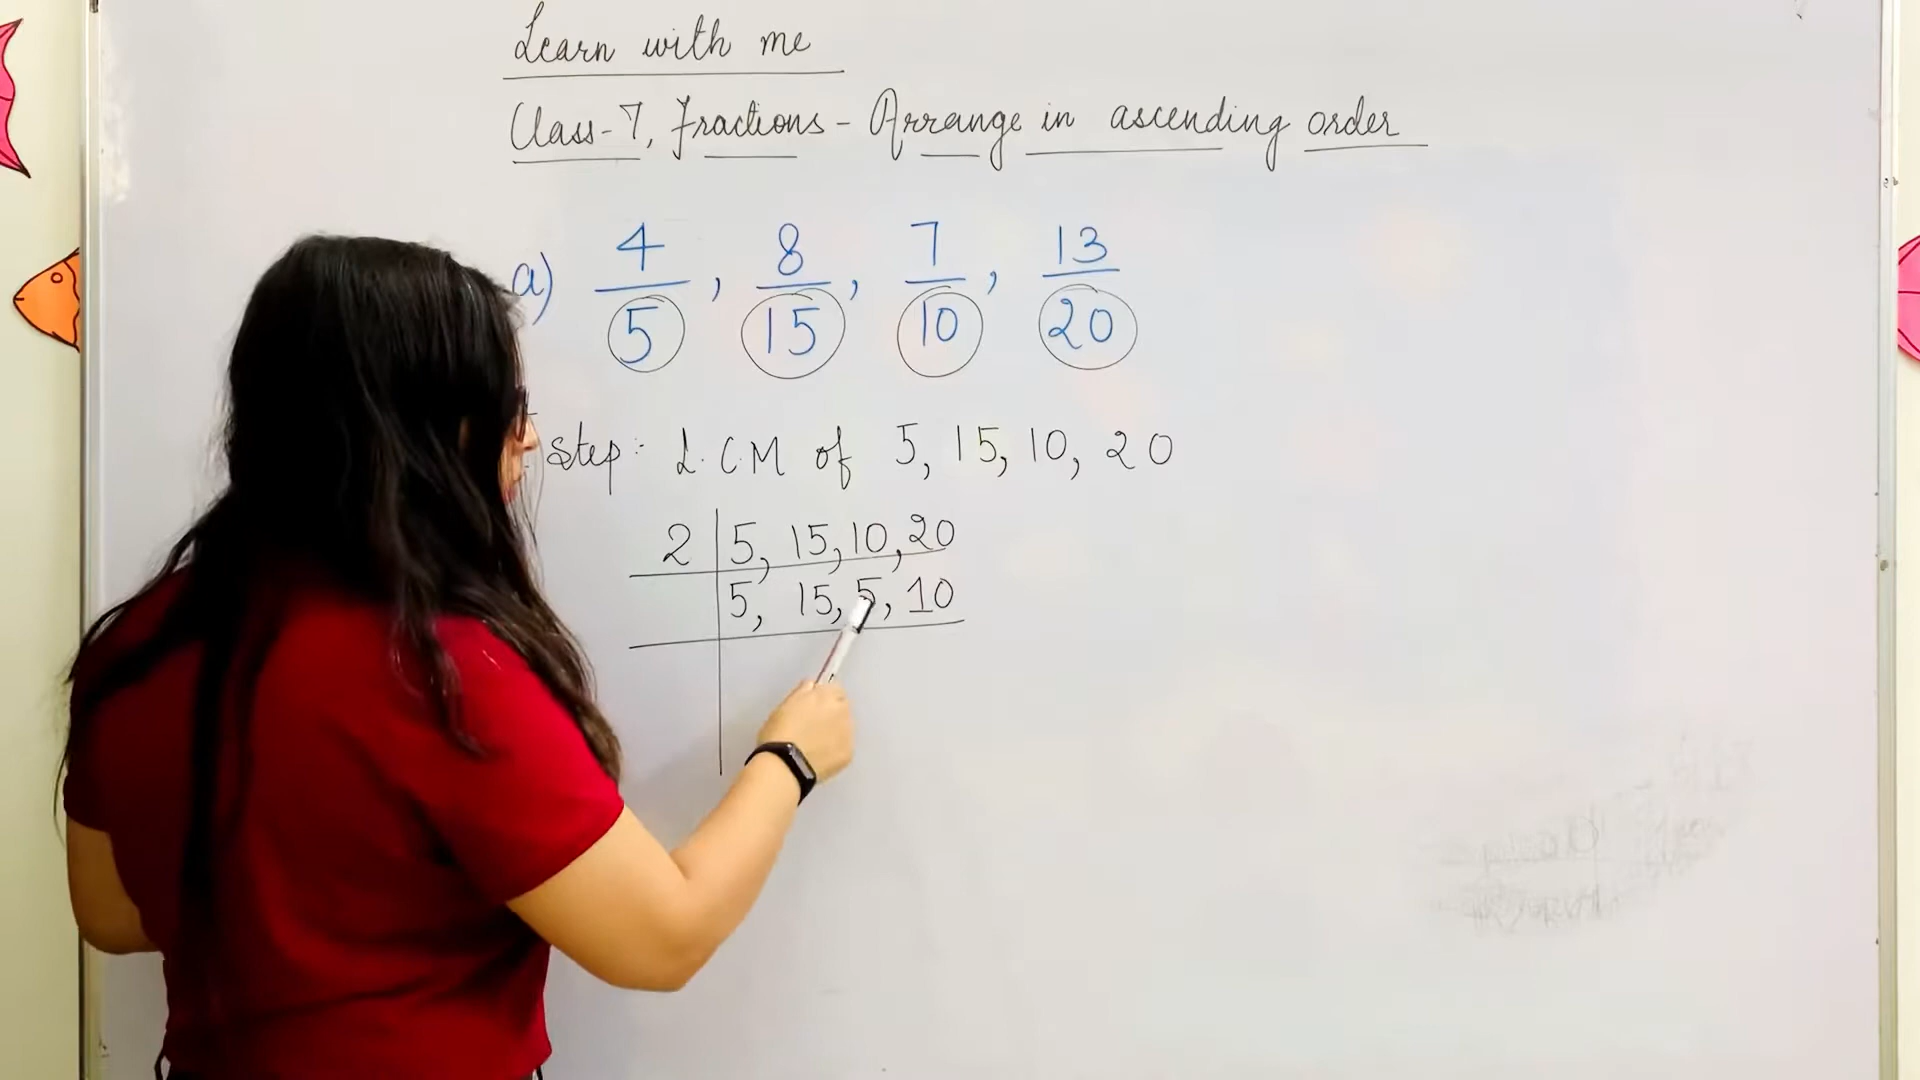 Learn with me
Class-7, Fractions - Arrange in ascending order
a) 4/5, 8/15, 7/10, 13/20
step: L.C.M of 5, 15, 10, 20
2 | 5, 15, 10, 20
5, 15, 5, 10